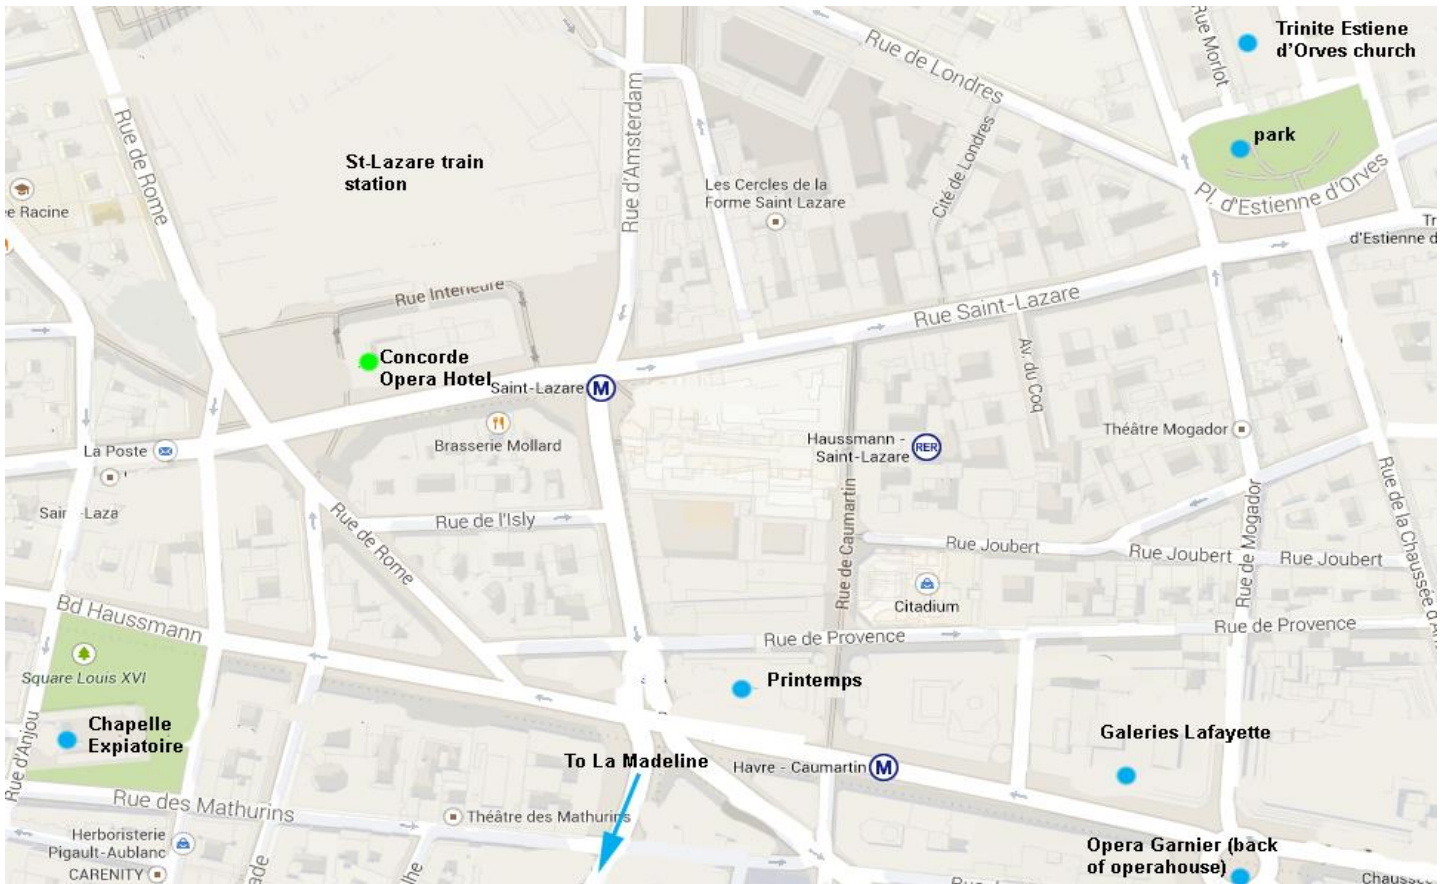 Trinite Estiene
d'Orves church
Rue Morlot
Rue de Londres
park
Rue de Rome
St-Lazare train
station
Rue d'Amsterdam
Cité de Londres
Les Cercles de la
Forme Saint Lazare
Pl. d'Estienne d'Orves
e Racine
Tr
d'Estienne d
Rue Intérieure
Rue Saint-Lazare
Concorde
Opera Hotel
Saint-Lazare M
Av. du Coq
La Poste
Brasserie Mollard
Haussmann -
Saint-Lazare RER
Théâtre Mogador
Rue de Caumartin
Rue de Mogador
Rue de la Chaussée d'A
Rue de Rome
Rue de l'Isly
Rue Joubert
Rue Joubert
Rue Joubert
Citadium
Bd Haussmann
Rue de Provence
Rue de Provence
Square Louis XVI
Printemps
Chapelle
Expiatoire
Rue d'Anjou
Galeries Lafayette
To La Madeline
Havre - Caumartin M
Rue des Mathurins
Théâtre des Mathurins
Herboristerie
Pigault-Aublanc
CARENITY
ade
lhe
Opera Garnier (back
of operahouse)
Chauss